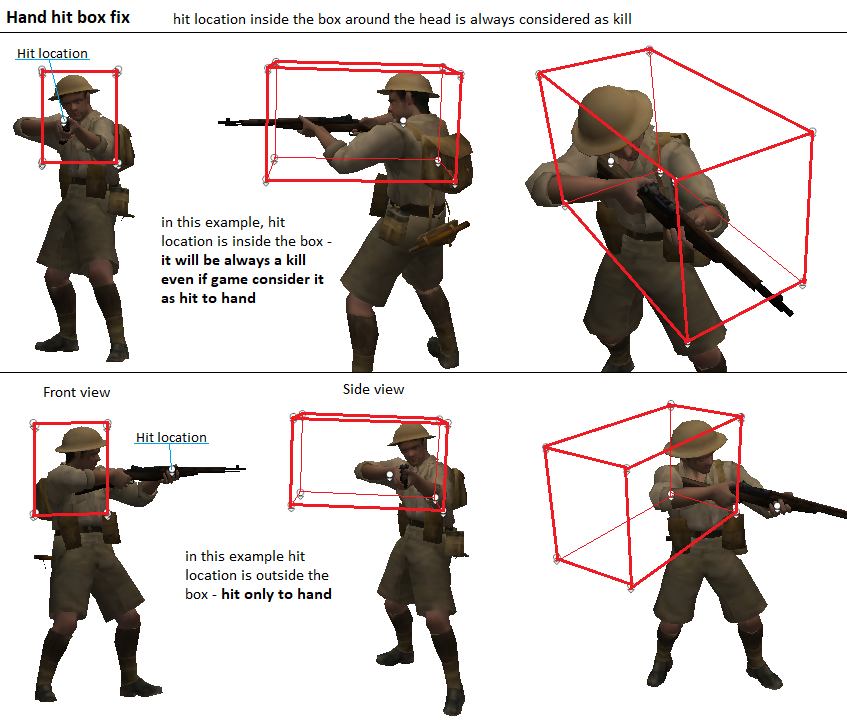 Hand hit box fix
hit location inside the box around the head is always considered as kill
Hit location
in this example, hit
location is inside the box -
it will be always a kill
even if game consider it
as hit to hand
Front view
Side view
Hit location
in this example hit
location is outside the
box - hit only to hand